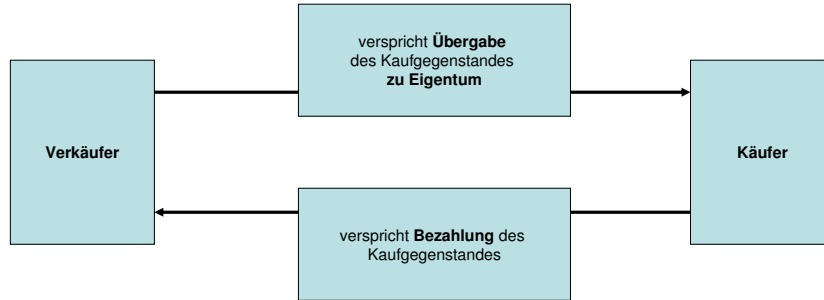 verspricht Übergabe
des Kaufgegenstandes
zu Eigentum
Verkäufer
Käufer
verspricht Bezahlung des
Kaufgegenstandes